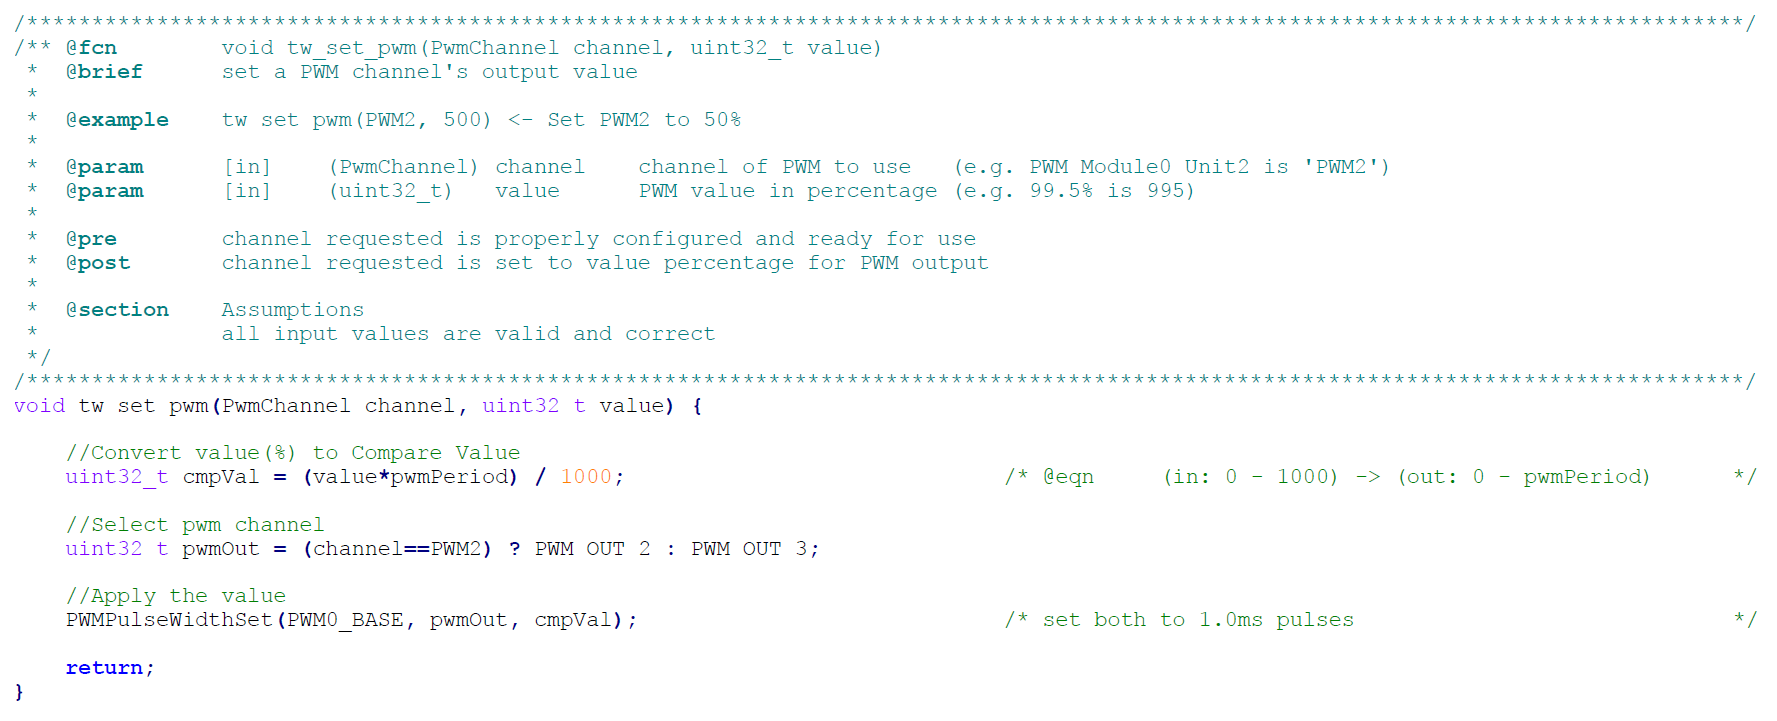 /************************************************************************************************************************************/
/** @fcn        void tw_set_pwm(PwmChannel channel, uint32_t value)
 *  @brief      set a PWM channel's output value
 *
 *  @example    tw set pwm(PWM2, 500) <- Set PWM2 to 50%
 *
 *  @param      [in]    (PwmChannel) channel    channel of PWM to use   (e.g. PWM Module0 Unit2 is 'PWM2')
 *  @param      [in]    (uint32_t)   value      PWM value in percentage (e.g. 99.5% is 995)
 *
 *  @pre        channel requested is properly configured and ready for use
 *  @post       channel requested is set to value percentage for PWM output
 *
 *  @section    Assumptions
 *              all input values are valid and correct
 */
/************************************************************************************************************************************/
void tw set pwm(PwmChannel channel, uint32 t value) {
    //Convert value(%) to Compare Value
    uint32_t cmpVal = (value*pwmPeriod) / 1000;                             /* @eqn     (in: 0 - 1000) -> (out: 0 - pwmPeriod)      */
    //Select pwm channel
    uint32 t pwmOut = (channel==PWM2) ? PWM OUT 2 : PWM OUT 3;
    //Apply the value
    PWMPulseWidthSet(PWM0_BASE, pwmOut, cmpVal);                            /* set both to 1.0ms pulses                             */
    return;
}